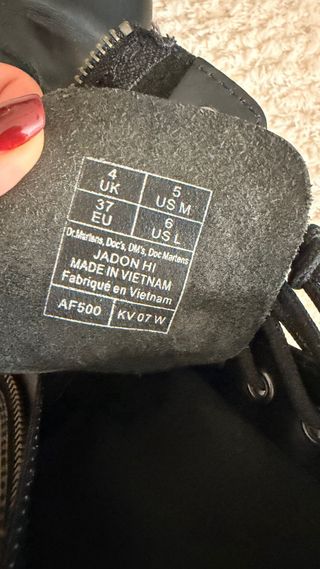 4 UK
5 US M
37 EU
6 US L
Dr.Martens, Doc's, DM's, Doc Martens
JADON HI
MADE IN VIETNAM
Fabriqué en Vietnam
AF500
KV 07 W